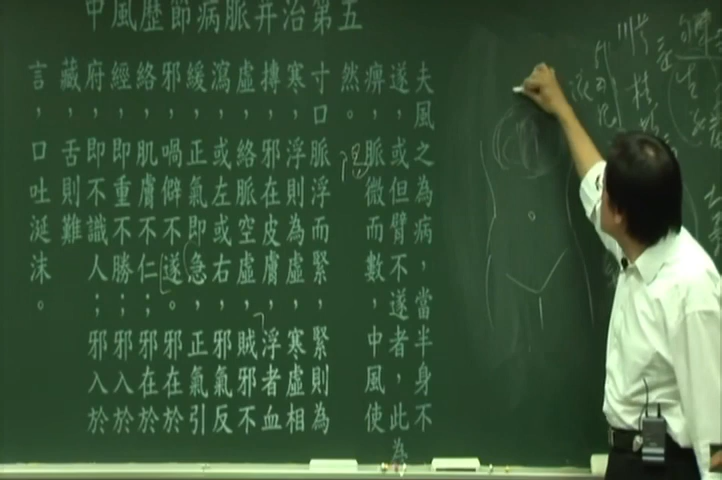 中風歷節病脈并治第五
夫風之為病，當半身不
遂，或但臂不遂者，此為
痹，脈微而數，中風使
然。
寸口脈浮而緊，緊則為
寒，浮則為虛，寒虛相
摶，邪在皮膚，浮者血
虛，絡脈空虛，賊邪不
瀉，或左或右，邪氣反
緩，正氣即急，正氣引
邪，喎僻不遂。邪在於
絡，肌膚不仁；邪在於
經，即重不勝；邪入於
府，即不識人；邪入於
藏，舌則難
言，口吐涎沫。